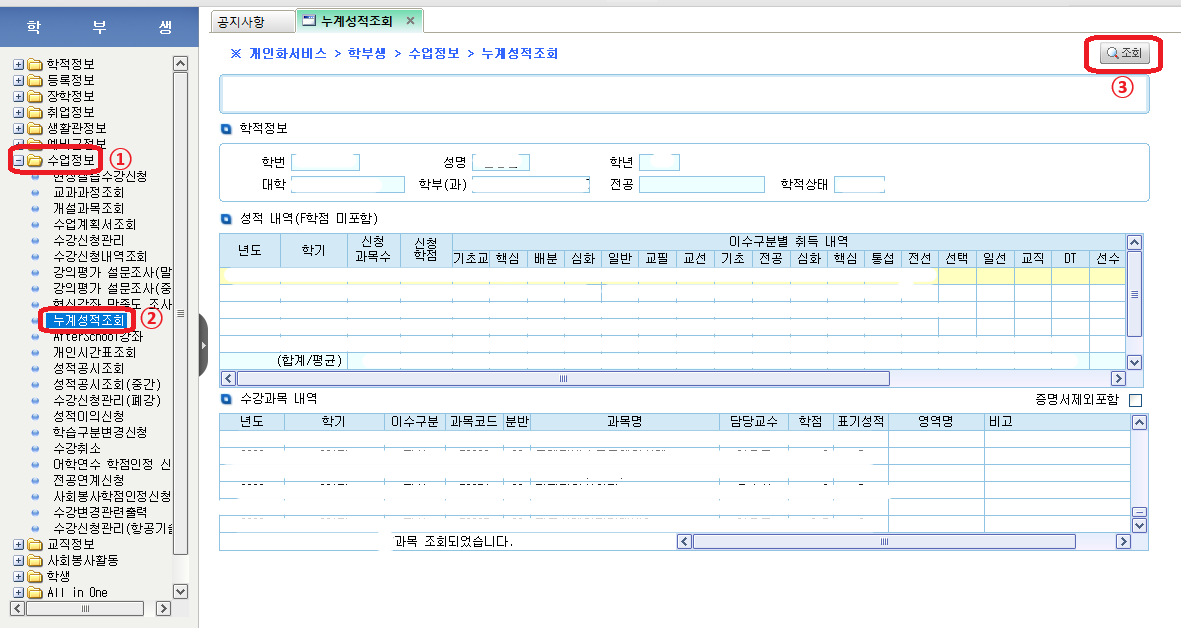 학 부 생
공지사항
누계성적조회
※ 개인화서비스 > 학부생 > 수업정보 > 누계성적조회
조회
③
학적정보
등록정보
장학정보
취업정보
생활관정보
예비군정보
수업정보
①
현장실습수강신청
교과과정조회
개설과목조회
수업계획서조회
수강신청관리
수강신청내역조회
강의평가 설문조사(말
강의평가 설문조사(중
혁신강좌 만족도 조사
누계성적조회
②
AfterSchool강좌
개인시간표조회
성적공시조회
성적공시조회(중간)
수강신청관리(폐강)
성적이의신청
학습구분변경신청
수강취소
어학연수 학점인정 신
전공연계신청
사회봉사학점인정신청
수강변경관련출력
수강신청관리(항공기술
교직정보
사회봉사활동
학생
All in One
학적정보
학번 성명 학년
대학 학부(과) 전공 학적상태
성적 내역(F학점 미포함)
년도 학기 신청과목수 신청학점 이수구분별 취득 내역
기초교 핵심 배분 심화 일반 교필 교선 기초 전공 심화 핵심 통섭 전선 선택 일선 교직 DT 선수
(합계/평균)
수강과목 내역
증명서제외포함
년도 학기 이수구분 과목코드 분반 과목명 담당교수 학점 표기성적 영역명 비고
과목 조회되었습니다.